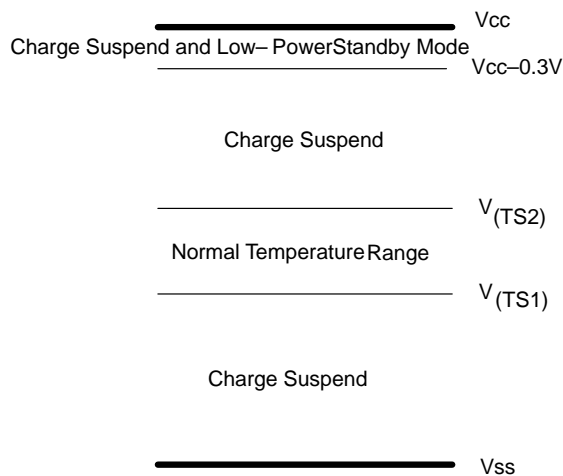 Vcc
Charge Suspend and Low– PowerStandby Mode
Vcc–0.3V
Charge Suspend
V(TS2)
Normal Temperature Range
V(TS1)
Charge Suspend
Vss